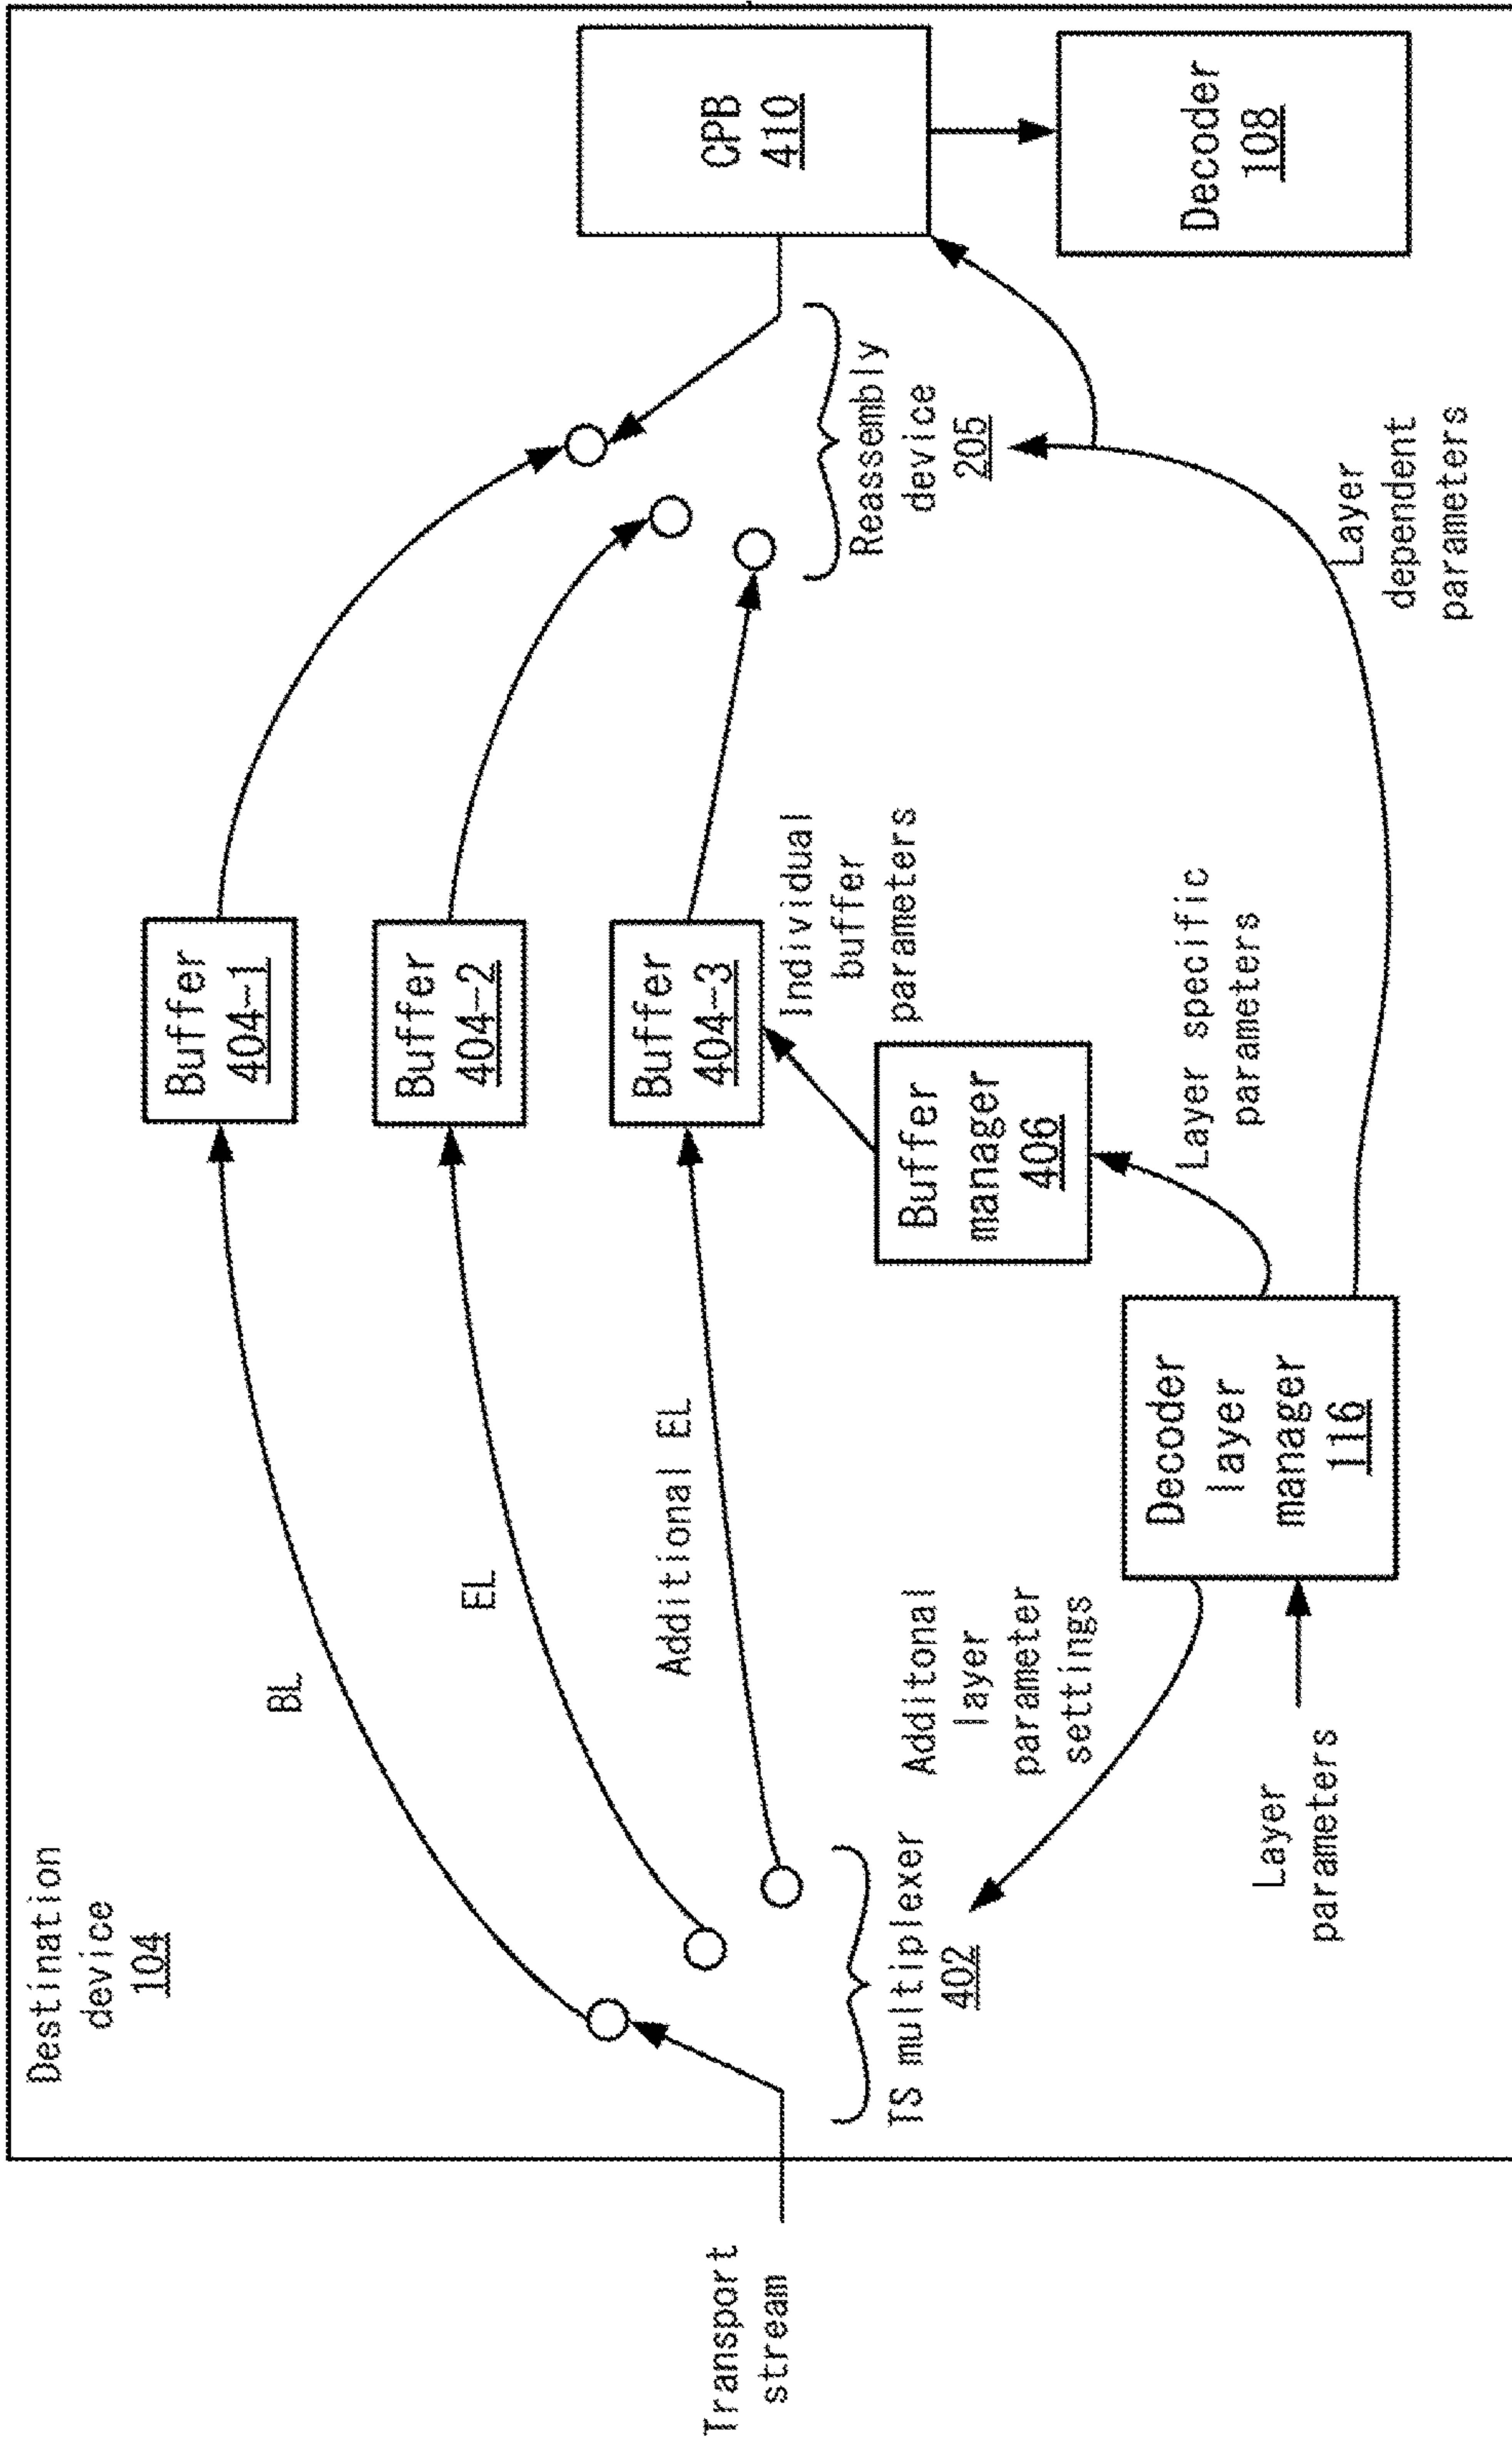 Destination
device
104
Transport
stream
TS multiplexer
402
BL
EL
Additional EL
Buffer
404-1
Buffer
404-2
Buffer
404-3
Individual
buffer
parameters
Buffer
manager
406
Layer specific
parameters
Additonal
layer
parameter
settings
Layer
parameters
Decoder
layer
manager
116
Layer
dependent
parameters
Reassembly
device
205
CPB
410
Decoder
108